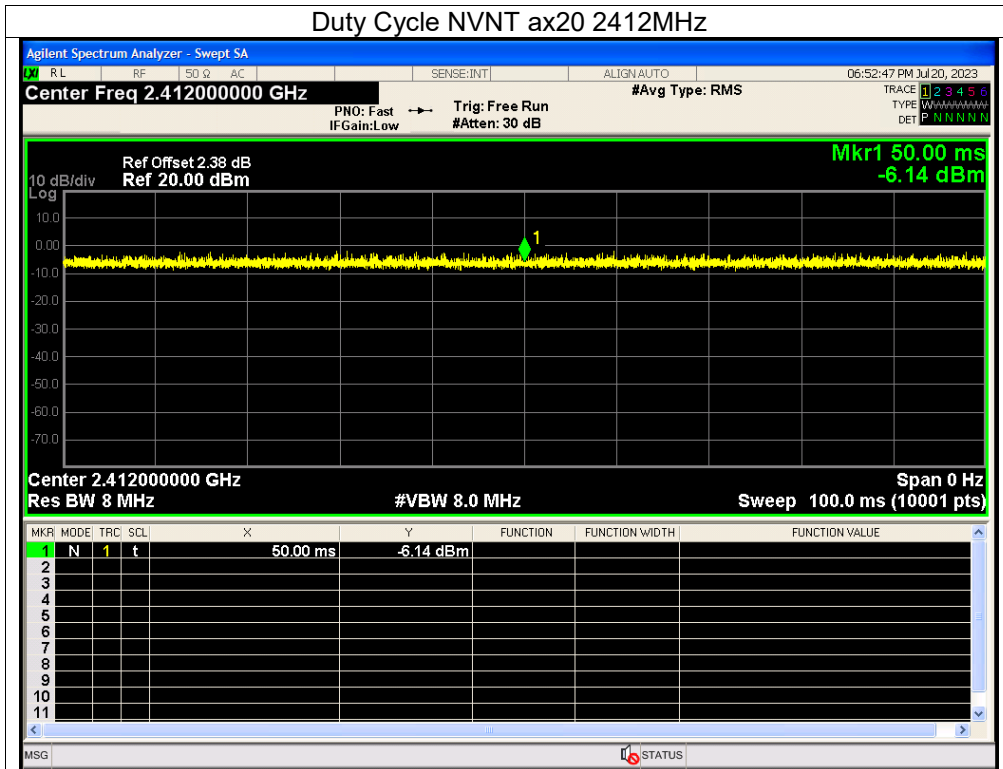 Duty Cycle NVNT ax20 2412MHz
Agilent Spectrum Analyzer - Swept SA
LXI RL RF 50 Ω AC SENSE:INT ALIGN AUTO 06:52:47 PM Jul 20, 2023
Center Freq 2.412000000 GHz #Avg Type: RMS TRACE 1 2 3 4 5 6
PNO: Fast Trig: Free Run TYPE WWWWWW
IFGain:Low #Atten: 30 dB DET P N N N N N
Mkr1 50.00 ms
Ref Offset 2.38 dB
10 dB/div Ref 20.00 dBm -6.14 dBm
Log
10.0
0.00
1
-10.0
-20.0
-30.0
-40.0
-50.0
-60.0
-70.0
Center 2.412000000 GHz Span 0 Hz
Res BW 8 MHz #VBW 8.0 MHz Sweep 100.0 ms (10001 pts)
MKR MODE TRC SCL X Y FUNCTION FUNCTION WIDTH FUNCTION VALUE
1 N 1 t 50.00 ms -6.14 dBm
2
3
4
5
6
7
8
9
10
11
MSG STATUS